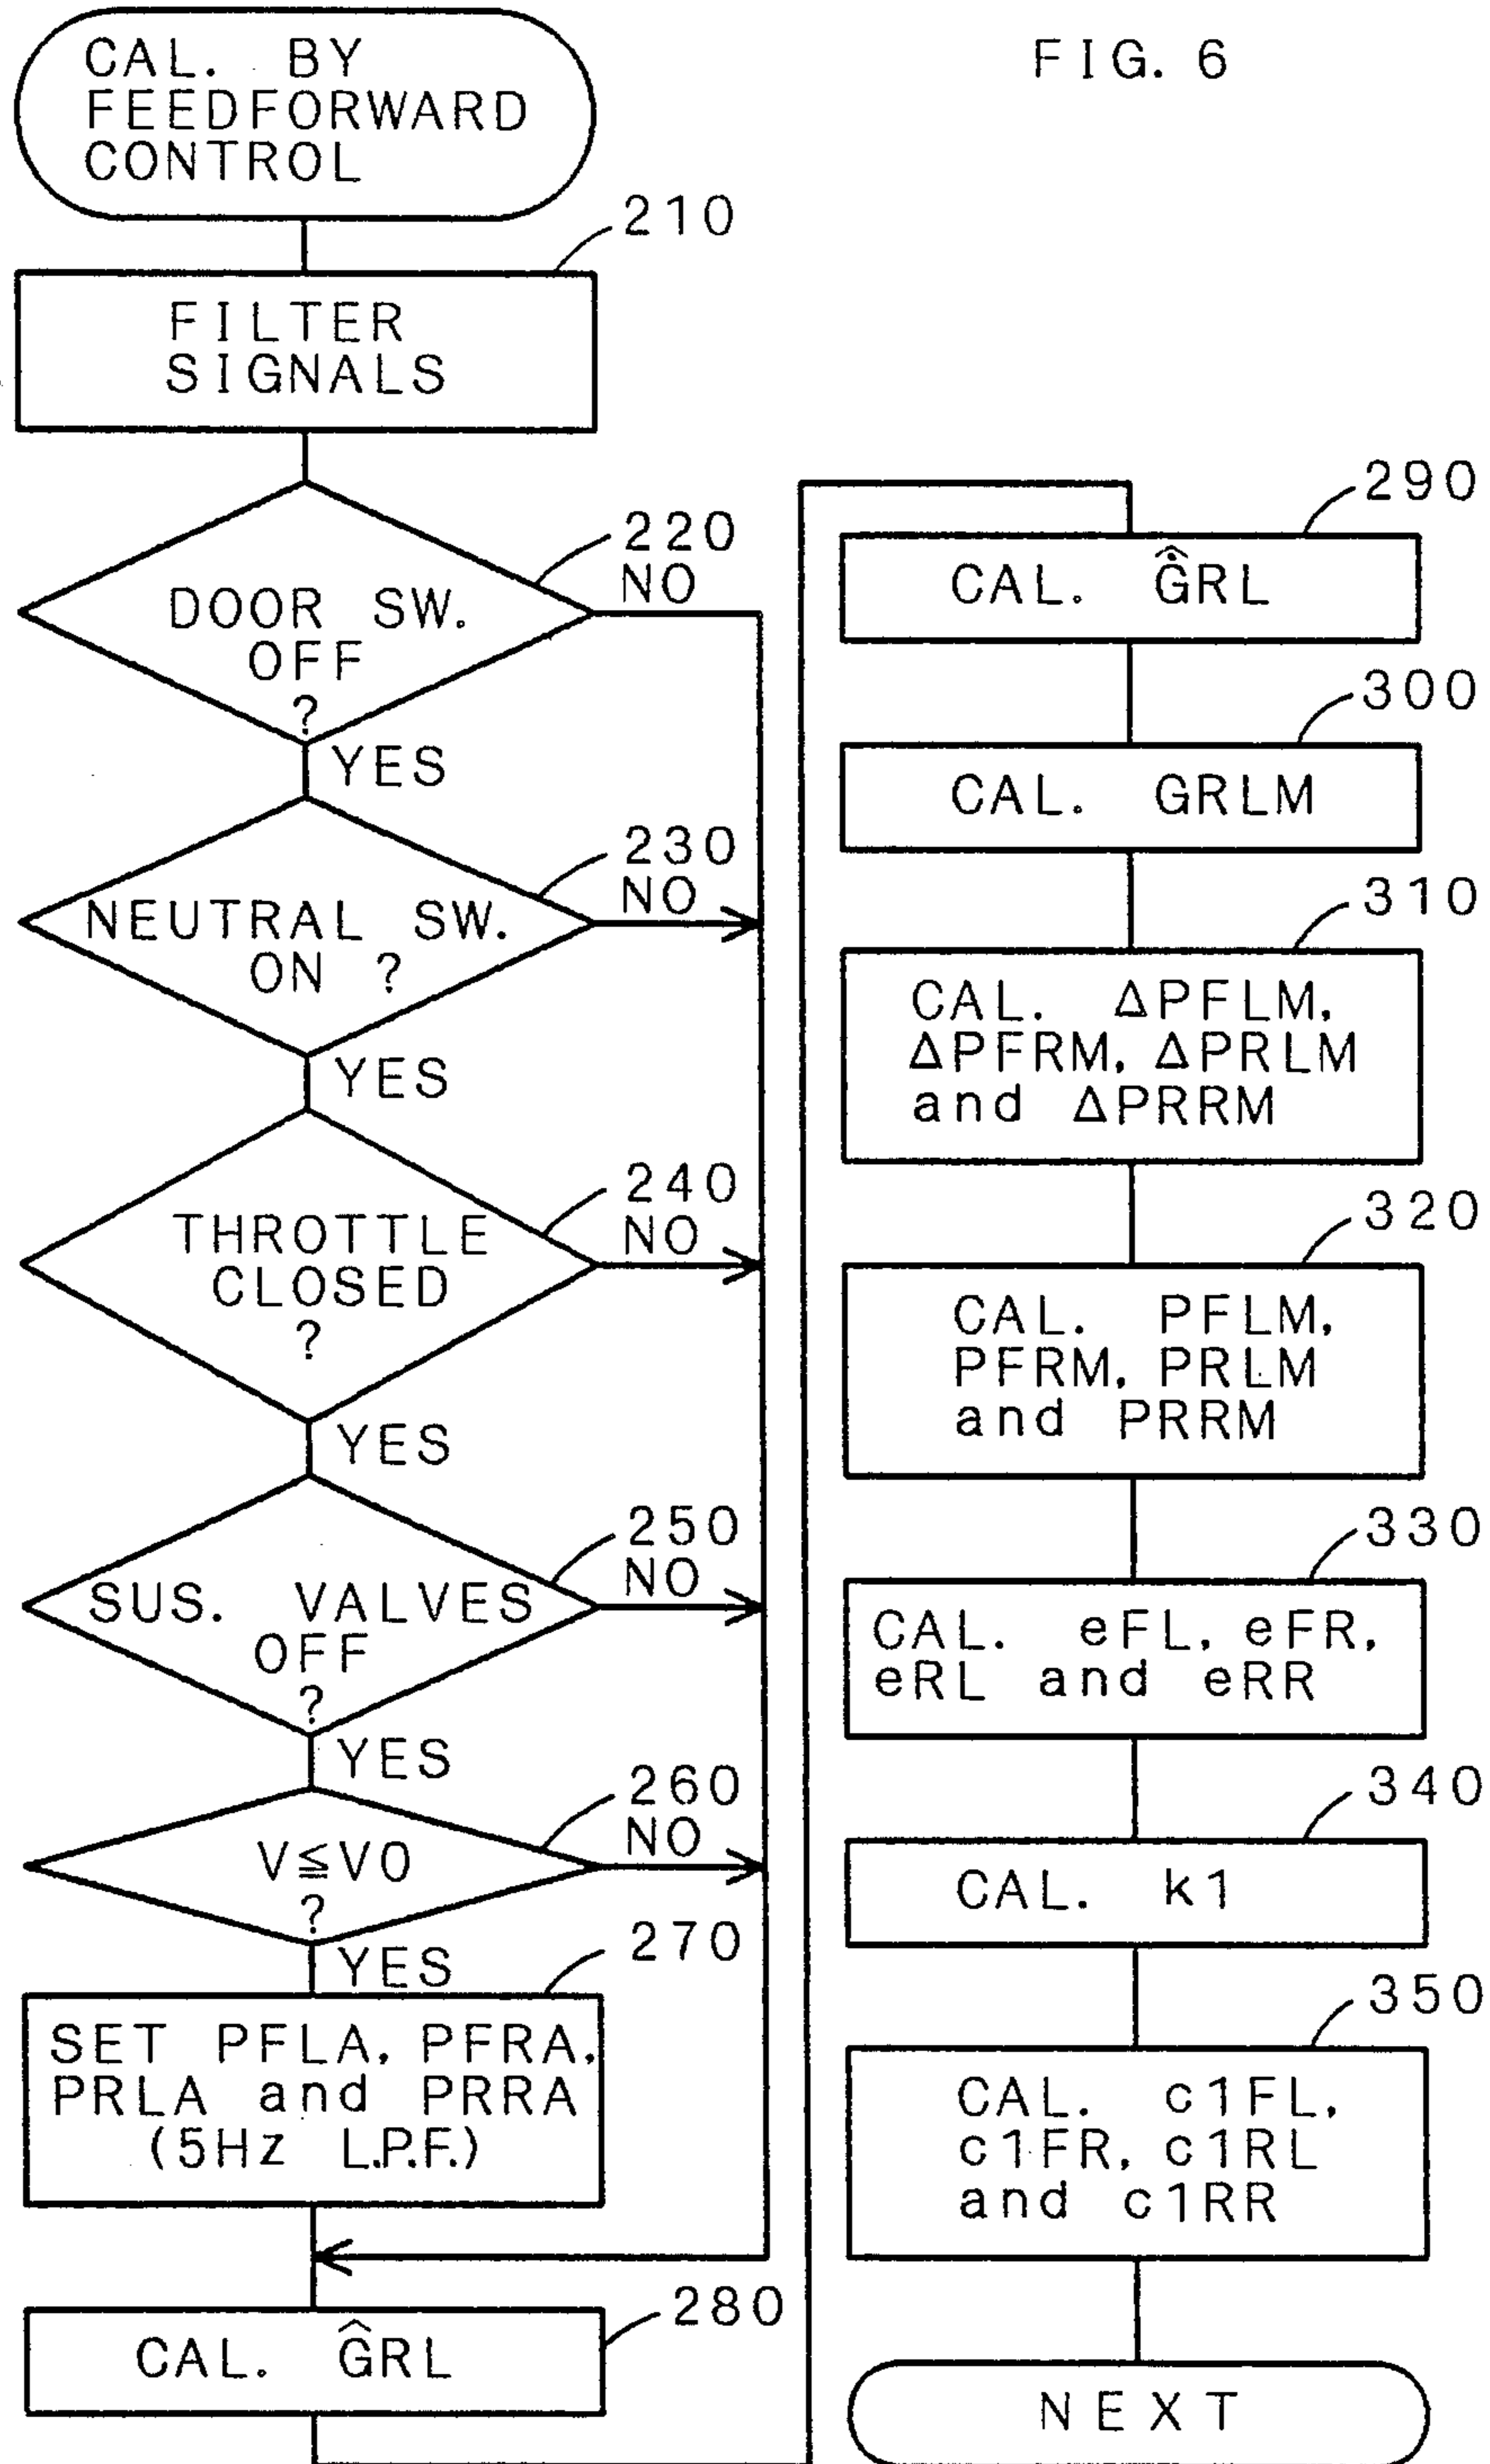 FIG. 6
CAL. BY
FEEDFORWARD
CONTROL
210
FILTER
SIGNALS
220
NO
DOOR SW.
OFF
?
YES
230
NO
NEUTRAL SW.
ON ?
YES
240
NO
THROTTLE
CLOSED
?
YES
250
NO
SUS. VALVES
OFF
?
YES
260
NO
V≦V0
?
YES
270
SET PFLA, PFRA,
PRLA and PRRA
(5Hz L.P.F.)
280
CAL. ĜRL
290
CAL. Ġ̂RL
300
CAL. GRLM
310
CAL. ΔPFLM,
ΔPFRM, ΔPRLM
and ΔPRRM
320
CAL. PFLM,
PFRM, PRLM
and PRRM
330
CAL. eFL, eFR,
eRL and eRR
340
CAL. k1
350
CAL. c1FL,
c1FR, c1RL
and c1RR
NEXT